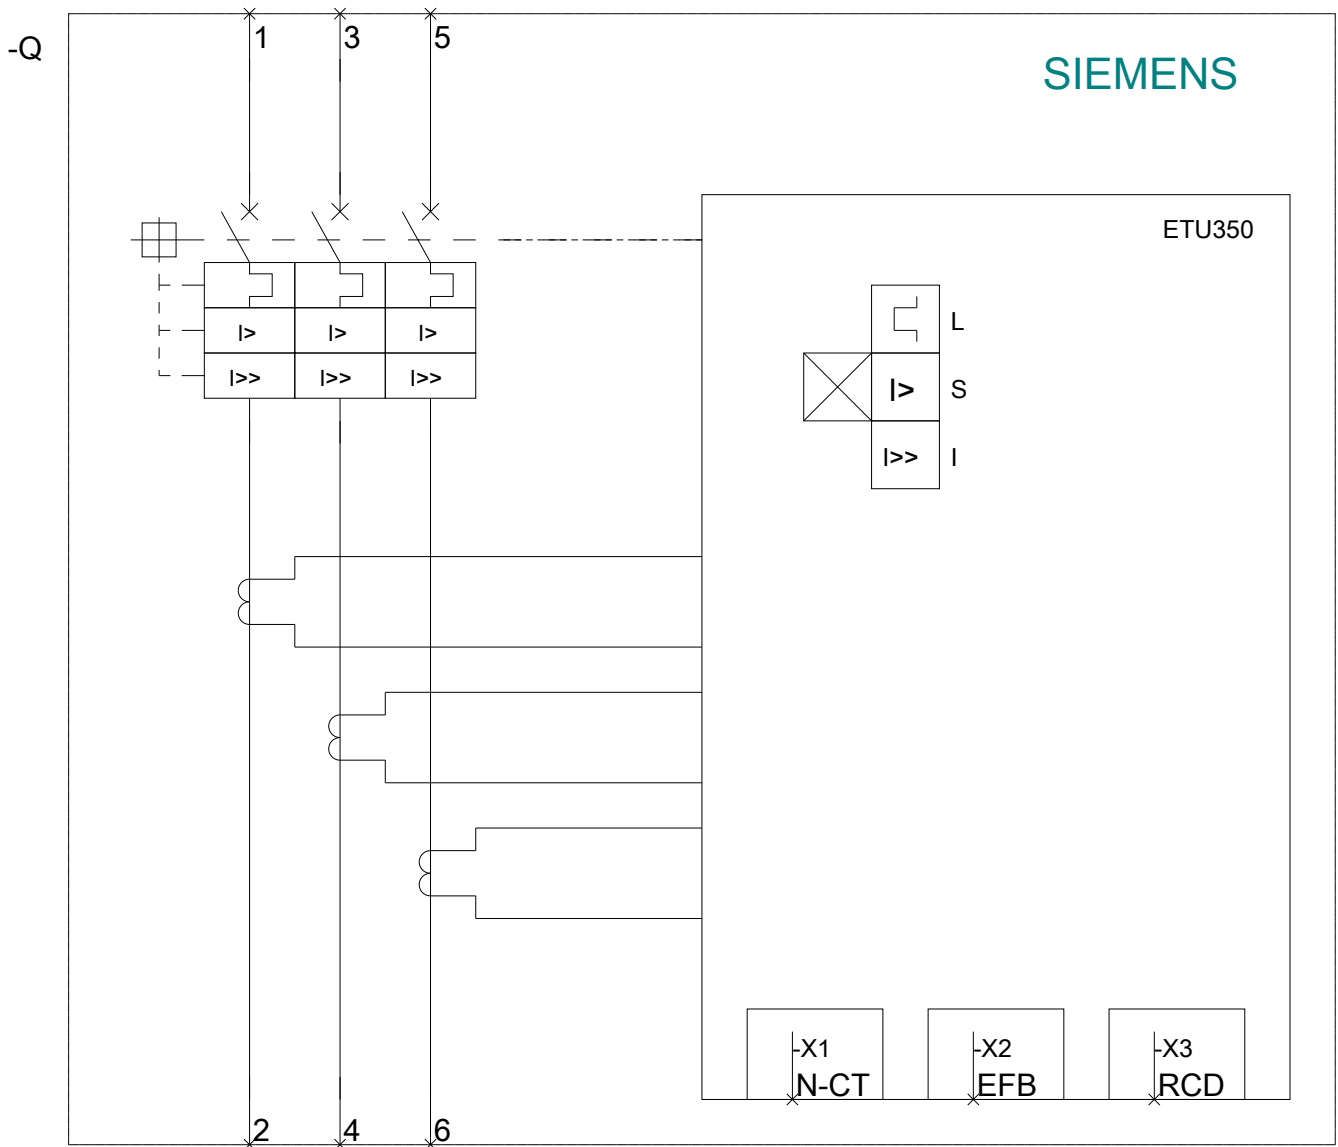 1 3 5
-Q
SIEMENS
ETU350
L
I> I> I>
I>> I>> I>>
I> S
I>> I
-X1 -X2 -X3
N-CT EFB RCD
2 4 6